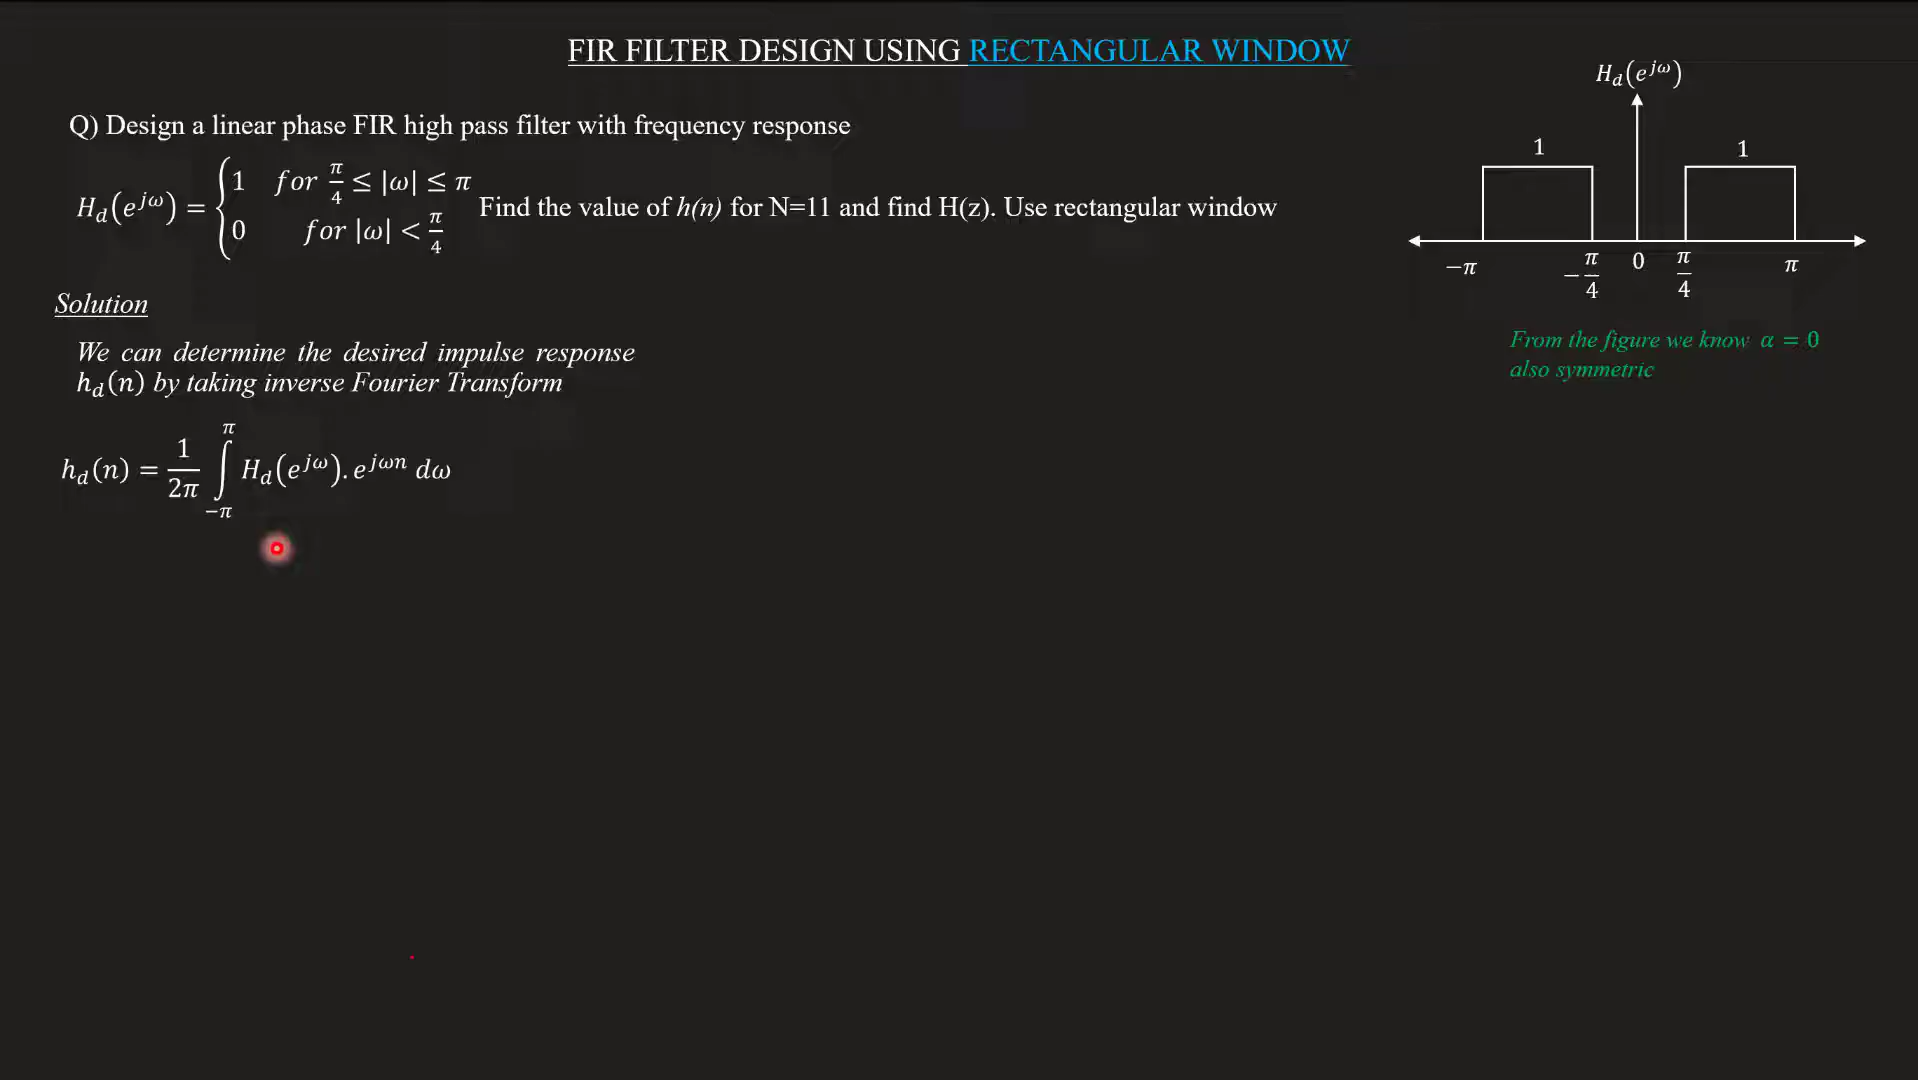 FIR FILTER DESIGN USING RECTANGULAR WINDOW
Q) Design a linear phase FIR high pass filter with frequency response
H_d(e^{jω}) = { 1 for π/4 ≤ |ω| ≤ π
0 for |ω| < π/4
Find the value of h(n) for N=11 and find H(z). Use rectangular window
Solution
We can determine the desired impulse response
h_d(n) by taking inverse Fourier Transform
h_d(n) = 1/2π ∫_{−π}^{π} H_d(e^{jω}). e^{jωn} dω
H_d(e^{jω})
1 1
−π −π/4 0 π/4 π
From the figure we know α = 0
also symmetric